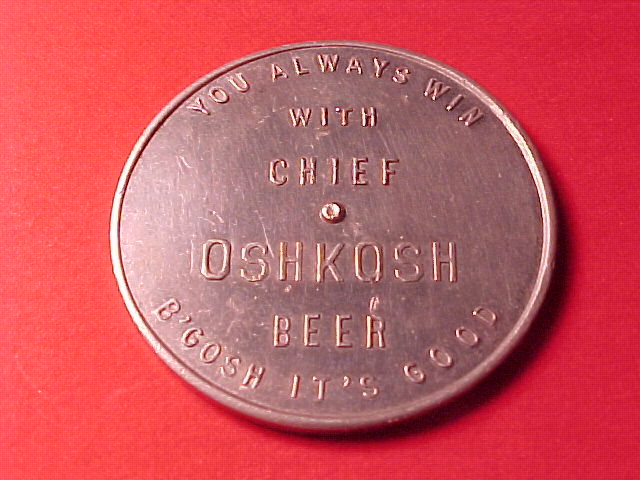 YOU ALWAYS WIN
WITH
CHIEF
OSHKOSH
BEER
B'GOSH IT'S GOOD